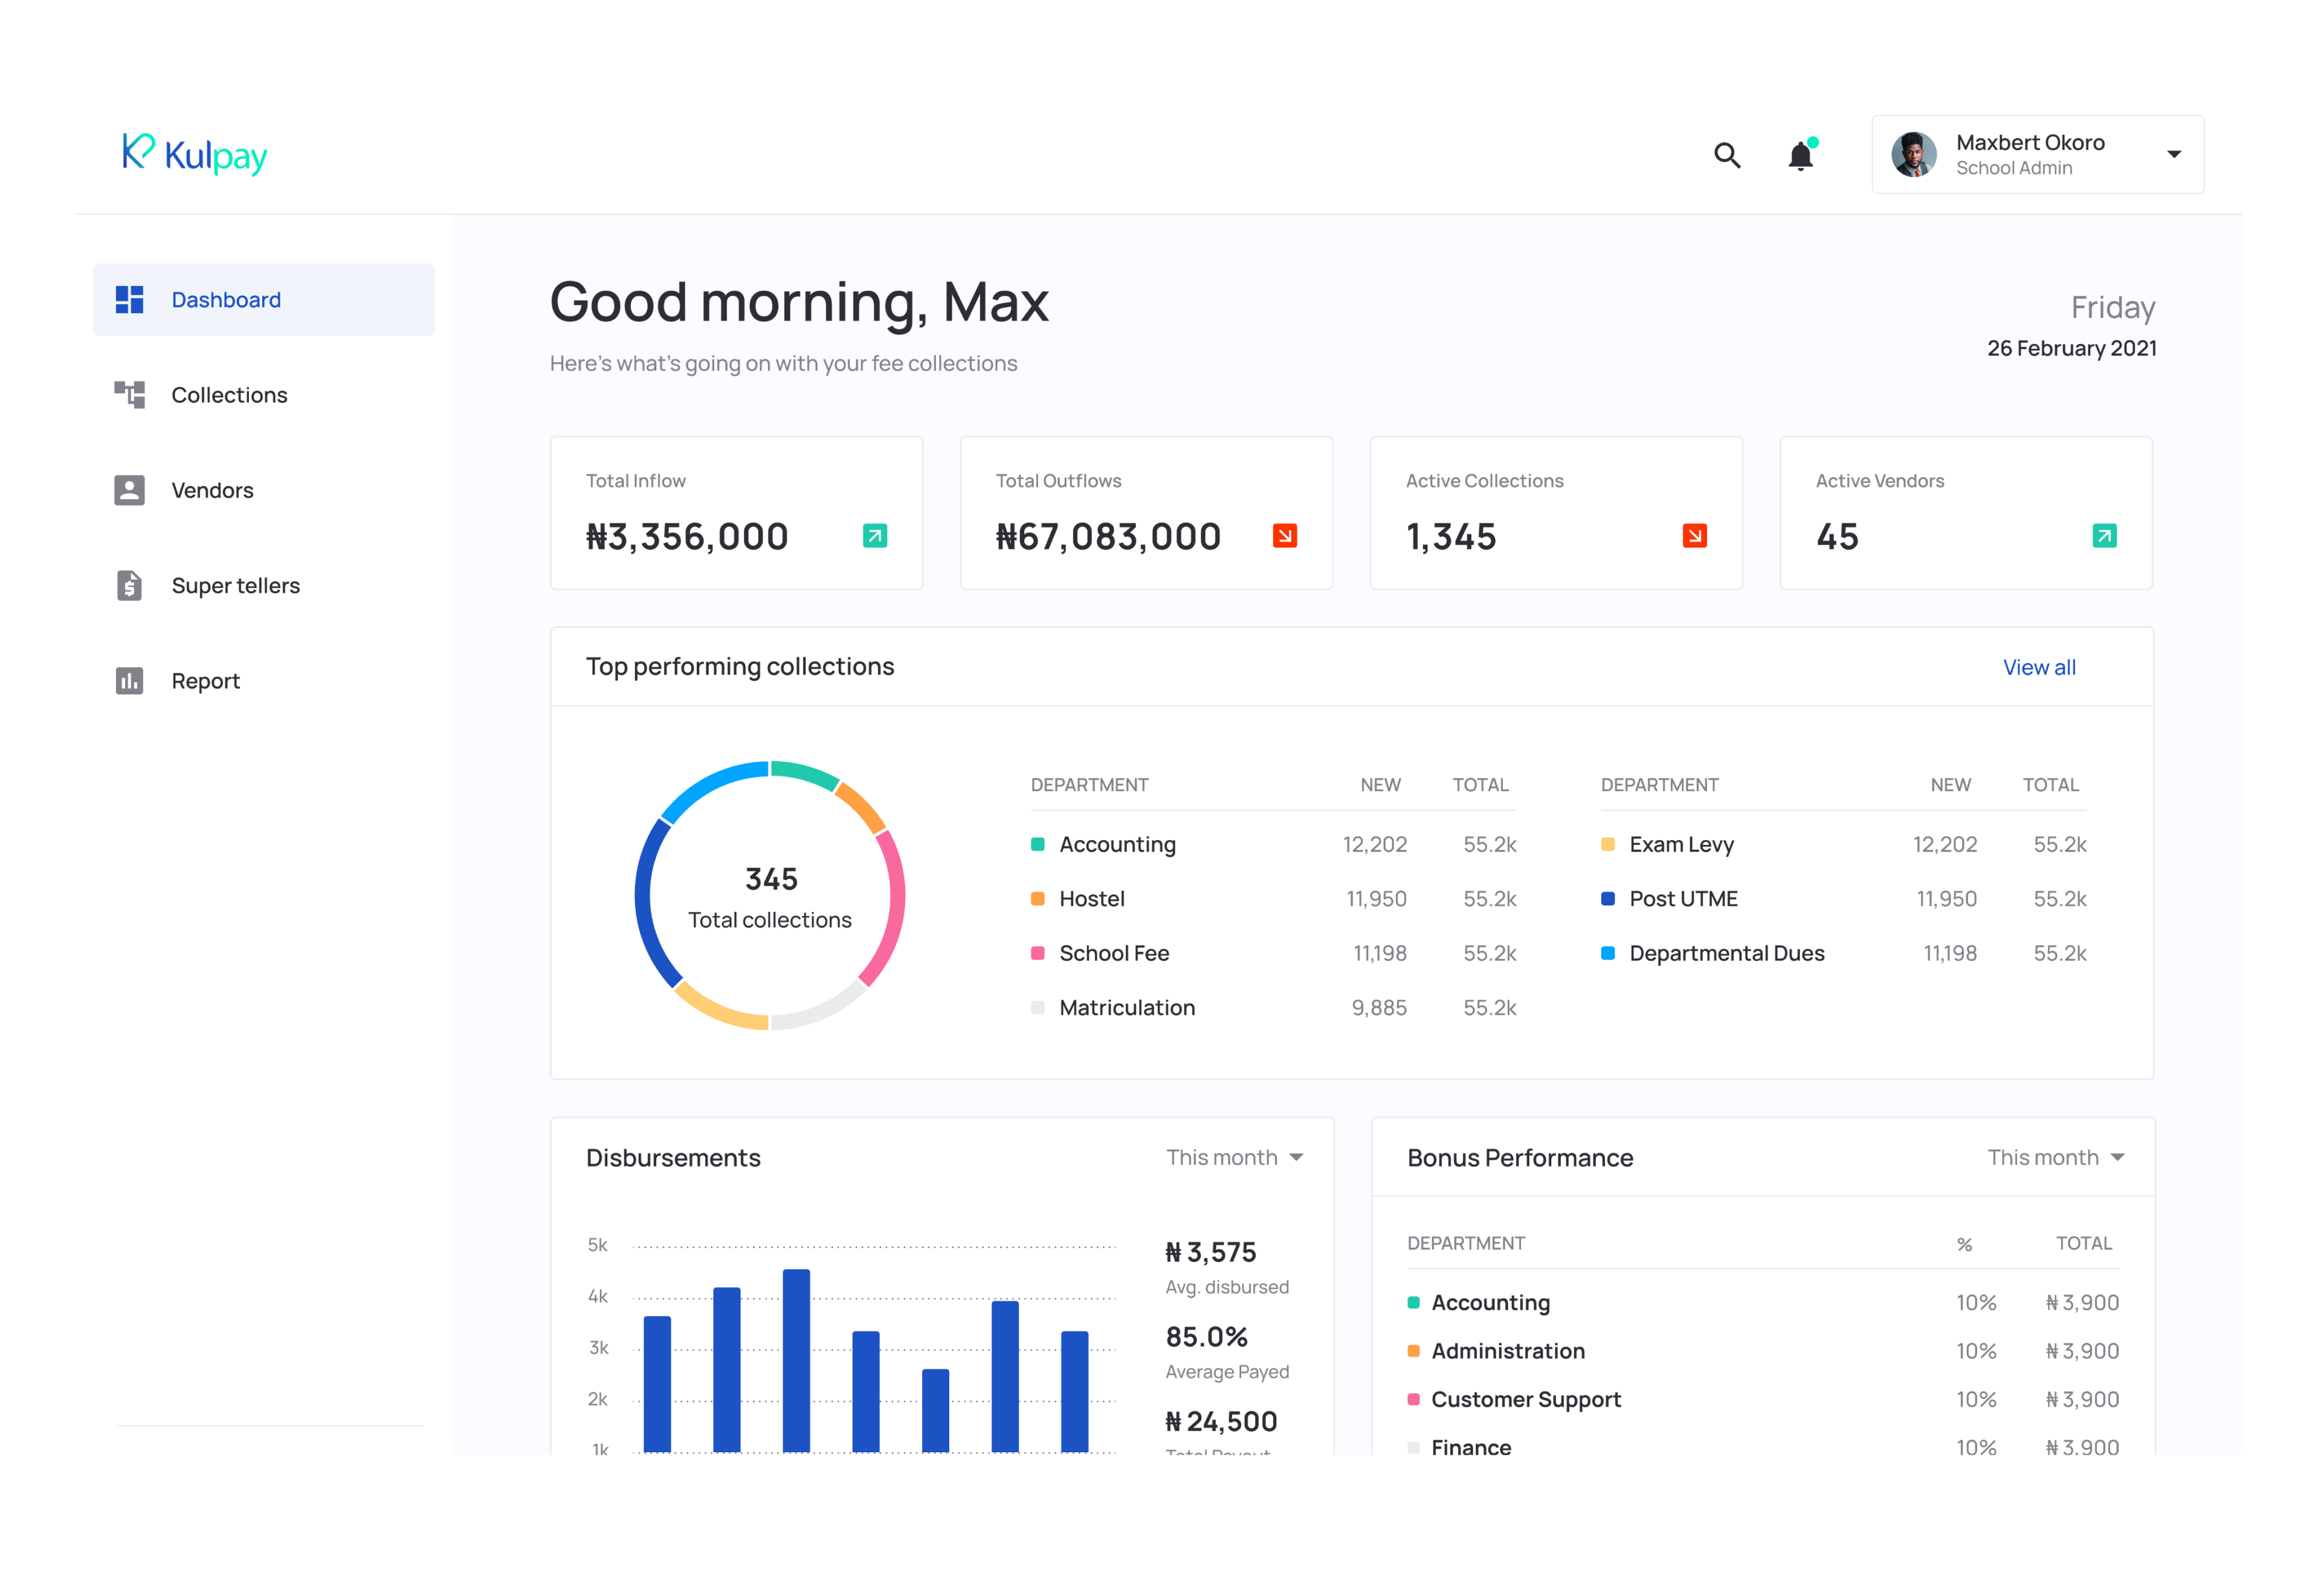 Kulpay
Maxbert Okoro
School Admin
Dashboard
Collections
Vendors
Super tellers
Report
Good morning, Max
Here's what's going on with your fee collections
Friday
26 February 2021
Total Inflow
₦3,356,000
Total Outflows
₦67,083,000
Active Collections
1,345
Active Vendors
45
Top performing collections
View all
345
Total collections
DEPARTMENT NEW TOTAL
Accounting 12,202 55.2k
Hostel 11,950 55.2k
School Fee 11,198 55.2k
Matriculation 9,885 55.2k
DEPARTMENT NEW TOTAL
Exam Levy 12,202 55.2k
Post UTME 11,950 55.2k
Departmental Dues 11,198 55.2k
Disbursements
This month
5k
4k
3k
2k
1k
₦ 3,575
Avg. disbursed
85.0%
Average Payed
₦ 24,500
Total Payout
Bonus Performance
This month
DEPARTMENT % TOTAL
Accounting 10% ₦ 3,900
Administration 10% ₦ 3,900
Customer Support 10% ₦ 3,900
Finance 10% ₦ 3,900